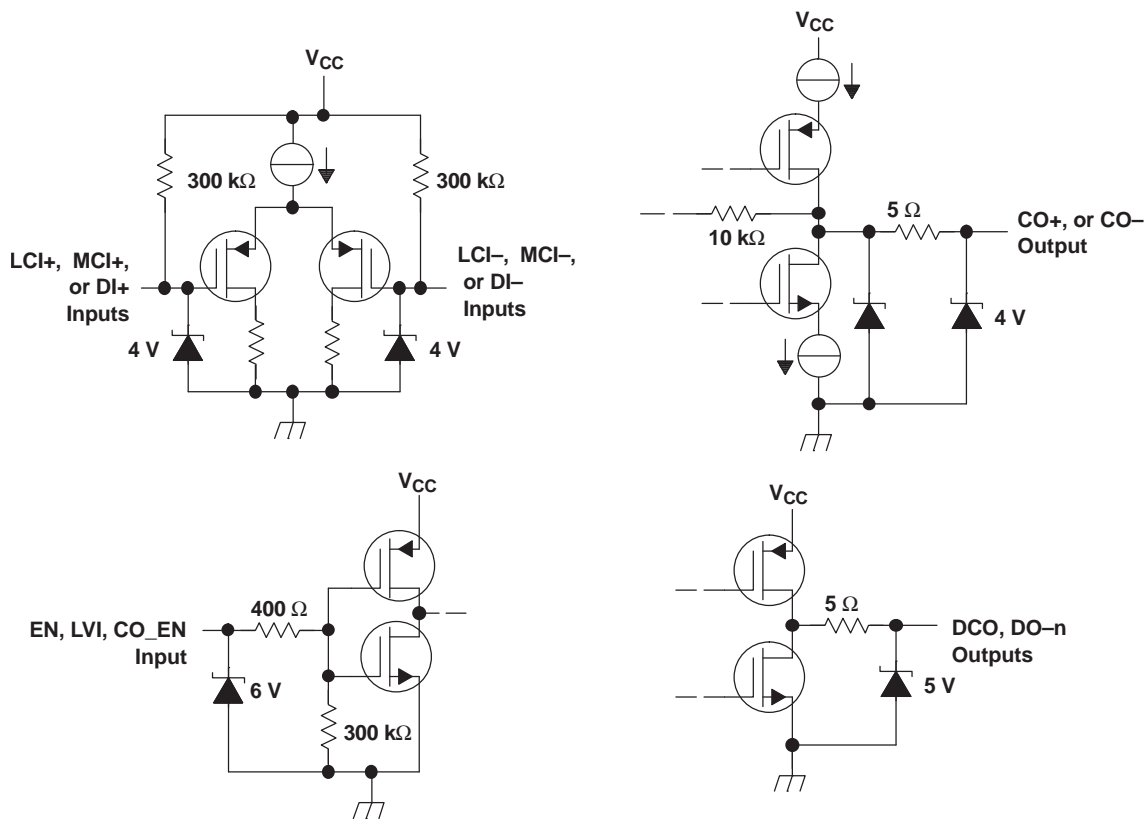 VCC
300 kΩ
300 kΩ
LCI+, MCI+,
or DI+
Inputs
LCI–, MCI–,
or DI–
Inputs
4 V
4 V
VCC
10 kΩ
5 Ω
CO+, or CO–
Output
4 V
VCC
400 Ω
EN, LVI, CO_EN
Input
6 V
300 kΩ
VCC
5 Ω
DCO, DO–n
Outputs
5 V